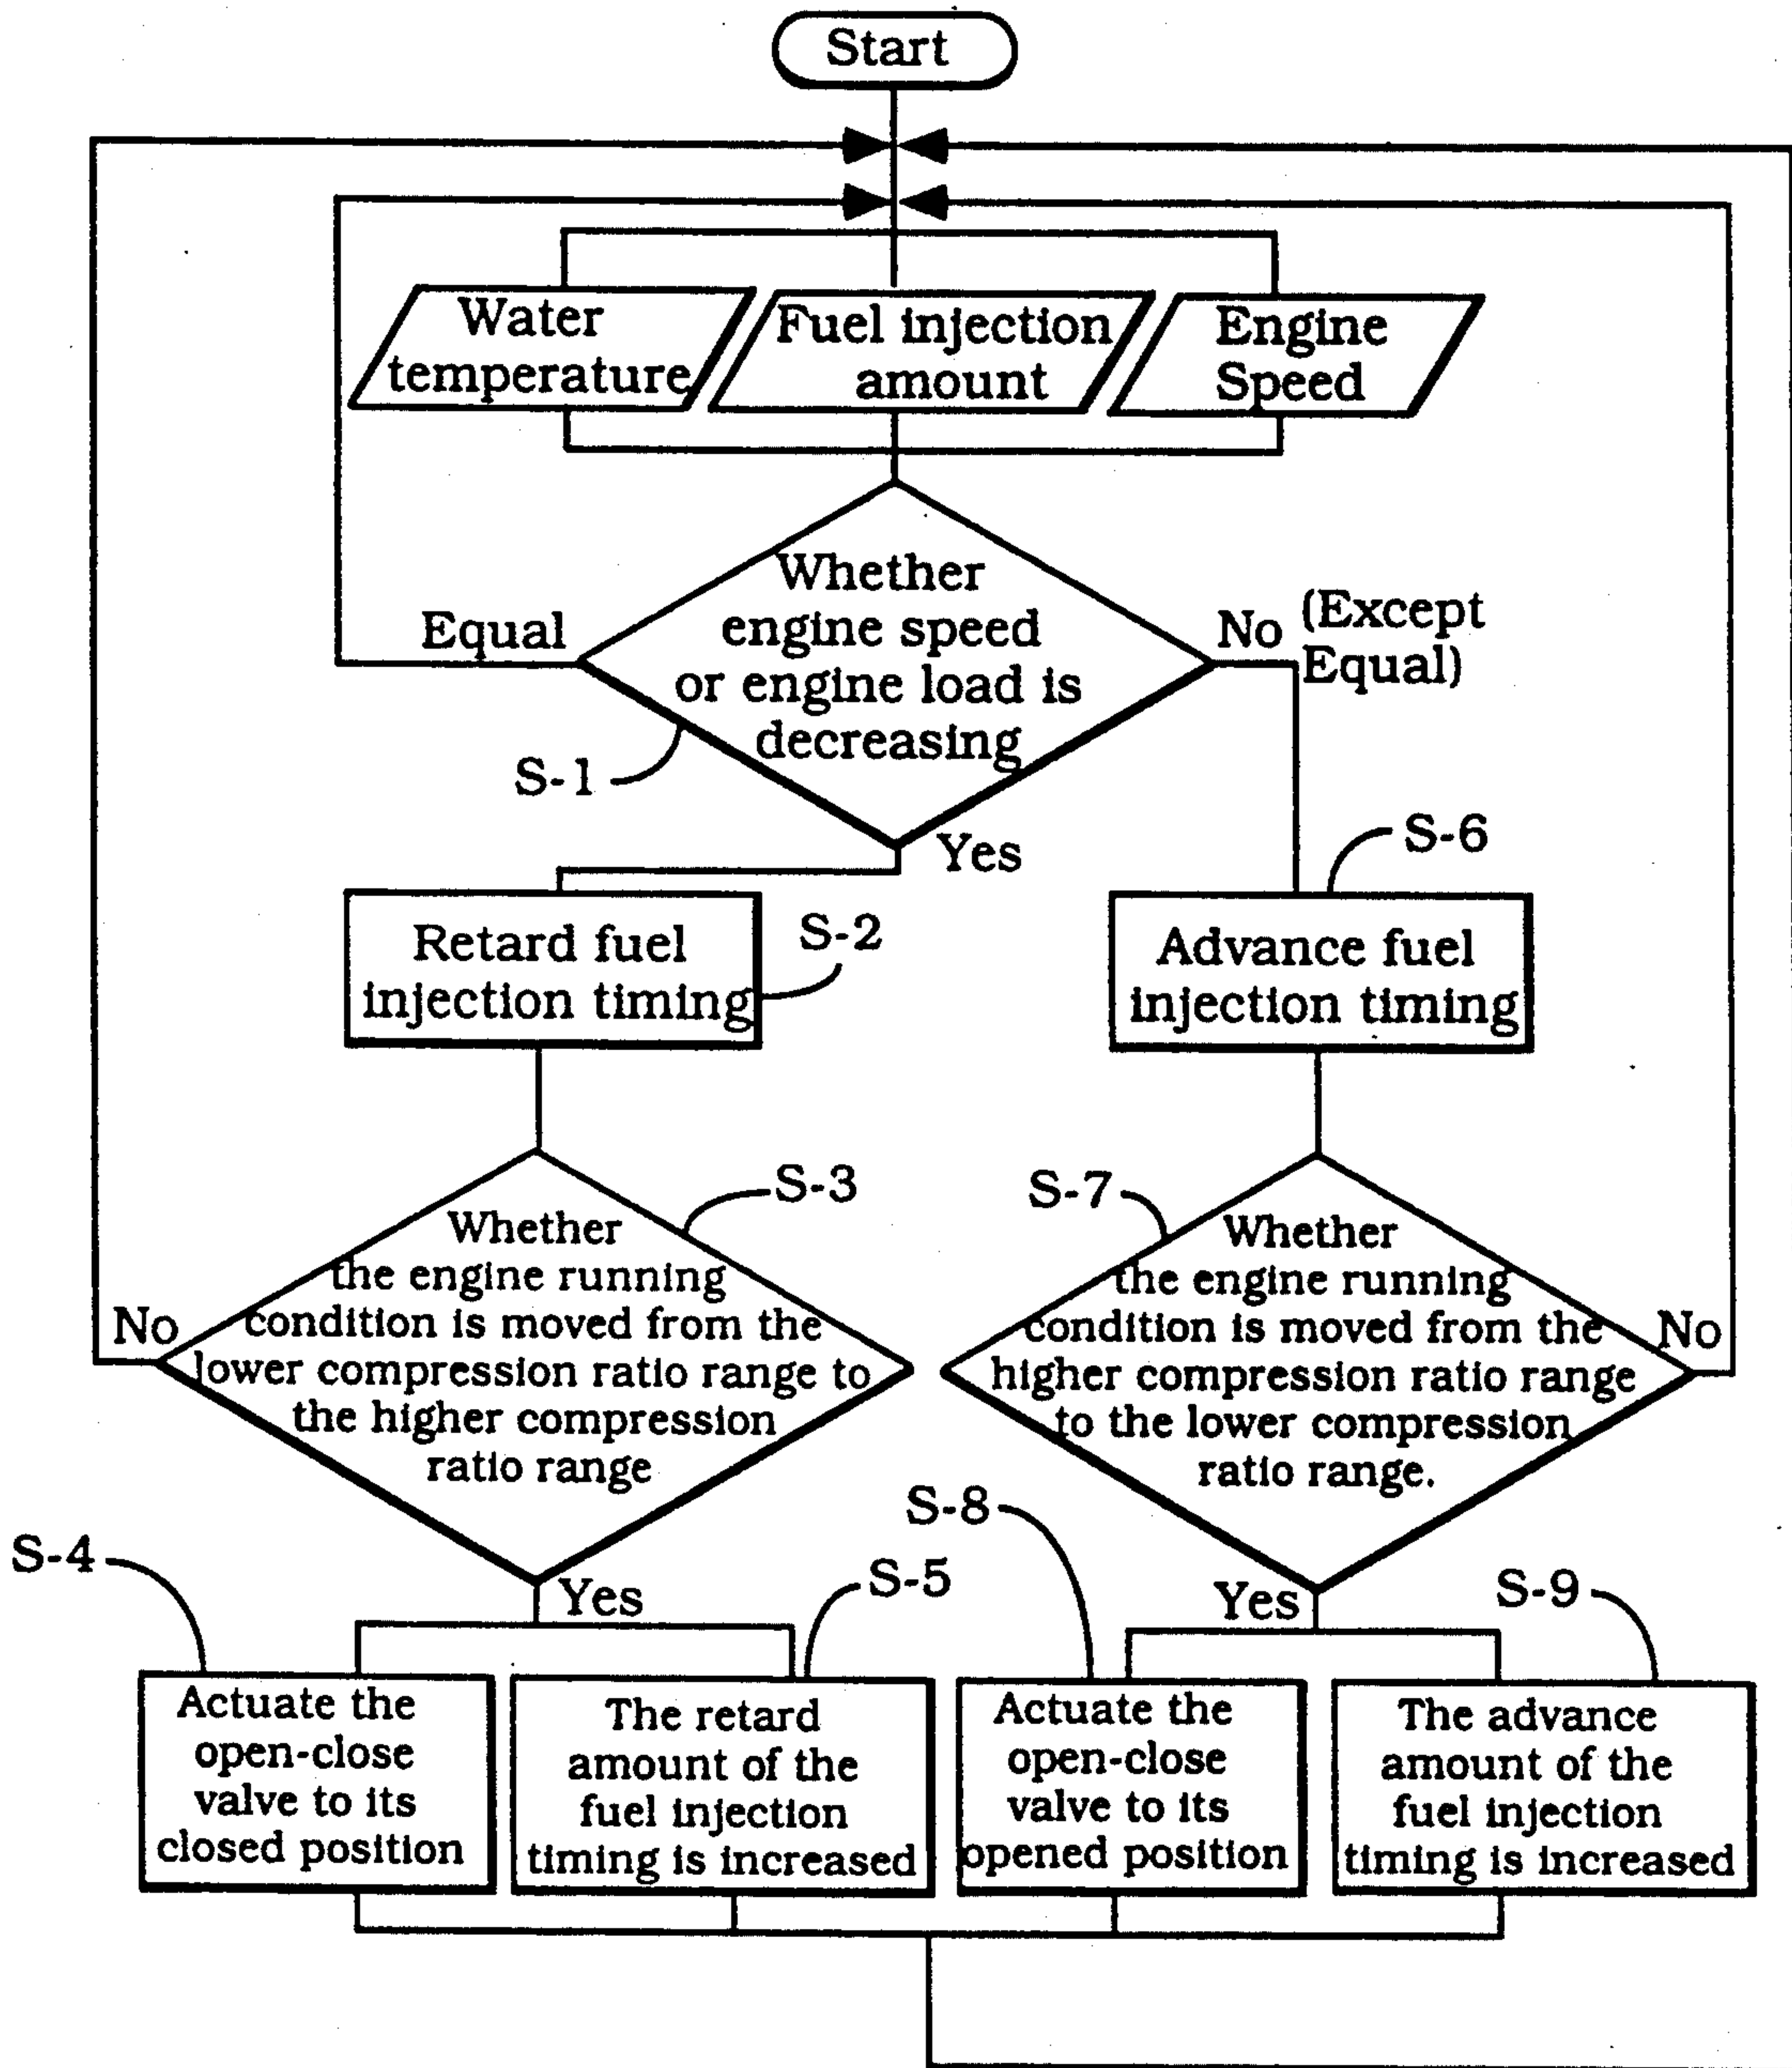 Start
Water
temperature
Fuel injection
amount
Engine
Speed
Whether
engine speed
or engine load is
decreasing
Equal
No
(Except
Equal)
S-1
Yes
S-6
Retard fuel
injection timing
S-2
Advance fuel
injection timing
S-3
Whether
the engine running
condition is moved from the
lower compression ratio range to
the higher compression
ratio range
No
S-7
Whether
the engine running
condition is moved from the
higher compression ratio range
to the lower compression
ratio range.
No
S-4
Yes
S-5
S-8
Yes
S-9
Actuate the
open-close
valve to its
closed position
The retard
amount of the
fuel injection
timing is increased
Actuate the
open-close
valve to its
opened position
The advance
amount of the
fuel injection
timing is increased